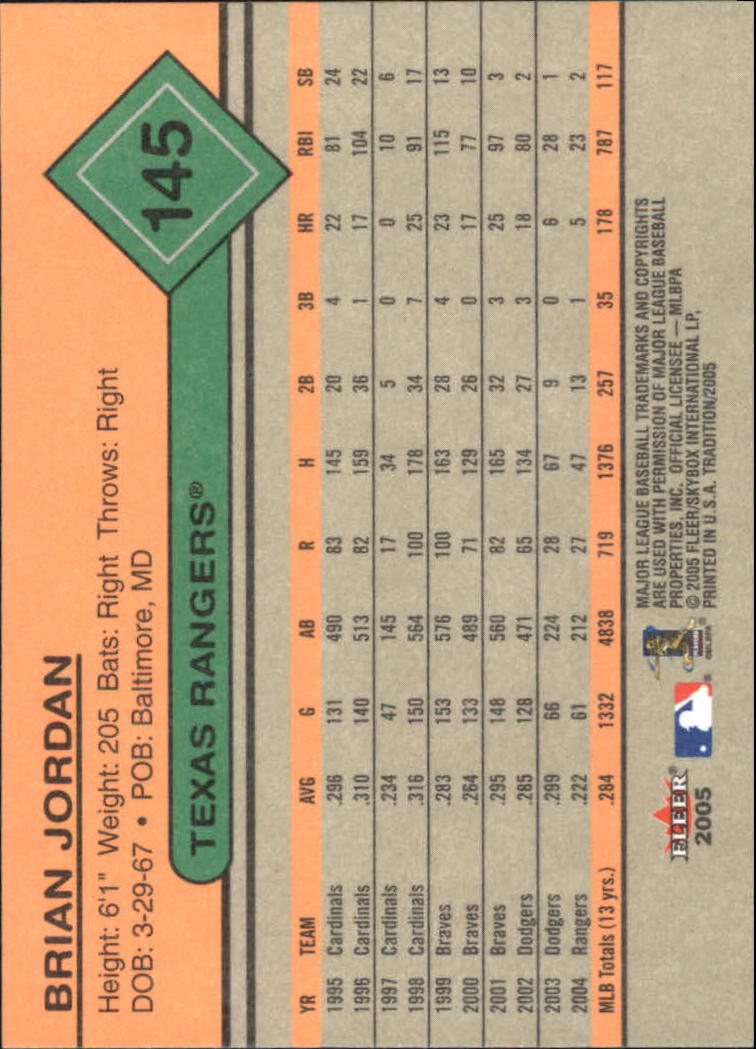 BRIAN JORDAN
145
Height: 6'1" Weight: 205 Bats: Right Throws: Right
DOB: 3-29-67 • POB: Baltimore, MD
TEXAS RANGERS®
YR TEAM AVG G AB R H 2B 3B HR RBI SB
1995 Cardinals .296 131 490 83 145 20 4 22 81 24
1996 Cardinals .310 140 513 82 159 36 1 17 104 22
1997 Cardinals .234 47 145 17 34 5 0 0 10 6
1998 Cardinals .316 150 564 100 178 34 7 25 91 17
1999 Braves .283 153 576 100 163 28 4 23 115 13
2000 Braves .264 133 489 71 129 26 0 17 77 10
2001 Braves .295 148 560 82 165 32 3 25 97 3
2002 Dodgers .285 128 471 65 134 27 3 18 80 2
2003 Dodgers .299 66 224 28 67 9 0 6 28 1
2004 Rangers .222 61 212 27 47 13 1 5 23 2
MLB Totals (13 yrs.) .284 1332 4838 719 1376 257 35 178 787 117
FLEER®
2005
®
®
©MLBPA
MAJOR LEAGUE BASEBALL TRADEMARKS AND COPYRIGHTS
ARE USED WITH PERMISSION OF MAJOR LEAGUE BASEBALL
PROPERTIES, INC. OFFICIAL LICENSEE — MLBPA
© 2005 FLEER/SKYBOX INTERNATIONAL LP,
PRINTED IN U.S.A. TRADITION/2005